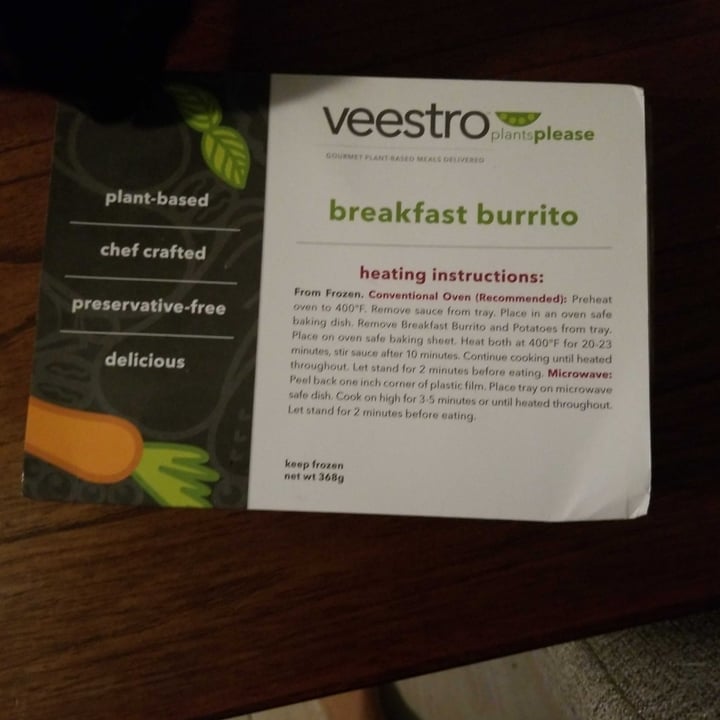 plant-based
chef crafted
preservative-free
delicious
veestro
plantsplease
GOURMET PLANT-BASED MEALS DELIVERED
breakfast burrito
heating instructions:
From Frozen. Conventional Oven (Recommended): Preheat
oven to 400°F. Remove sauce from tray. Place in an oven safe
baking dish. Remove Breakfast Burrito and Potatoes from tray.
Place on oven safe baking sheet. Heat both at 400°F for 20-23
minutes, stir sauce after 10 minutes. Continue cooking until heated
throughout. Let stand for 2 minutes before eating. Microwave:
Peel back one inch corner of plastic film. Place tray on microwave
safe dish. Cook on high for 3-5 minutes or until heated throughout.
Let stand for 2 minutes before eating.
keep frozen
net wt 368g